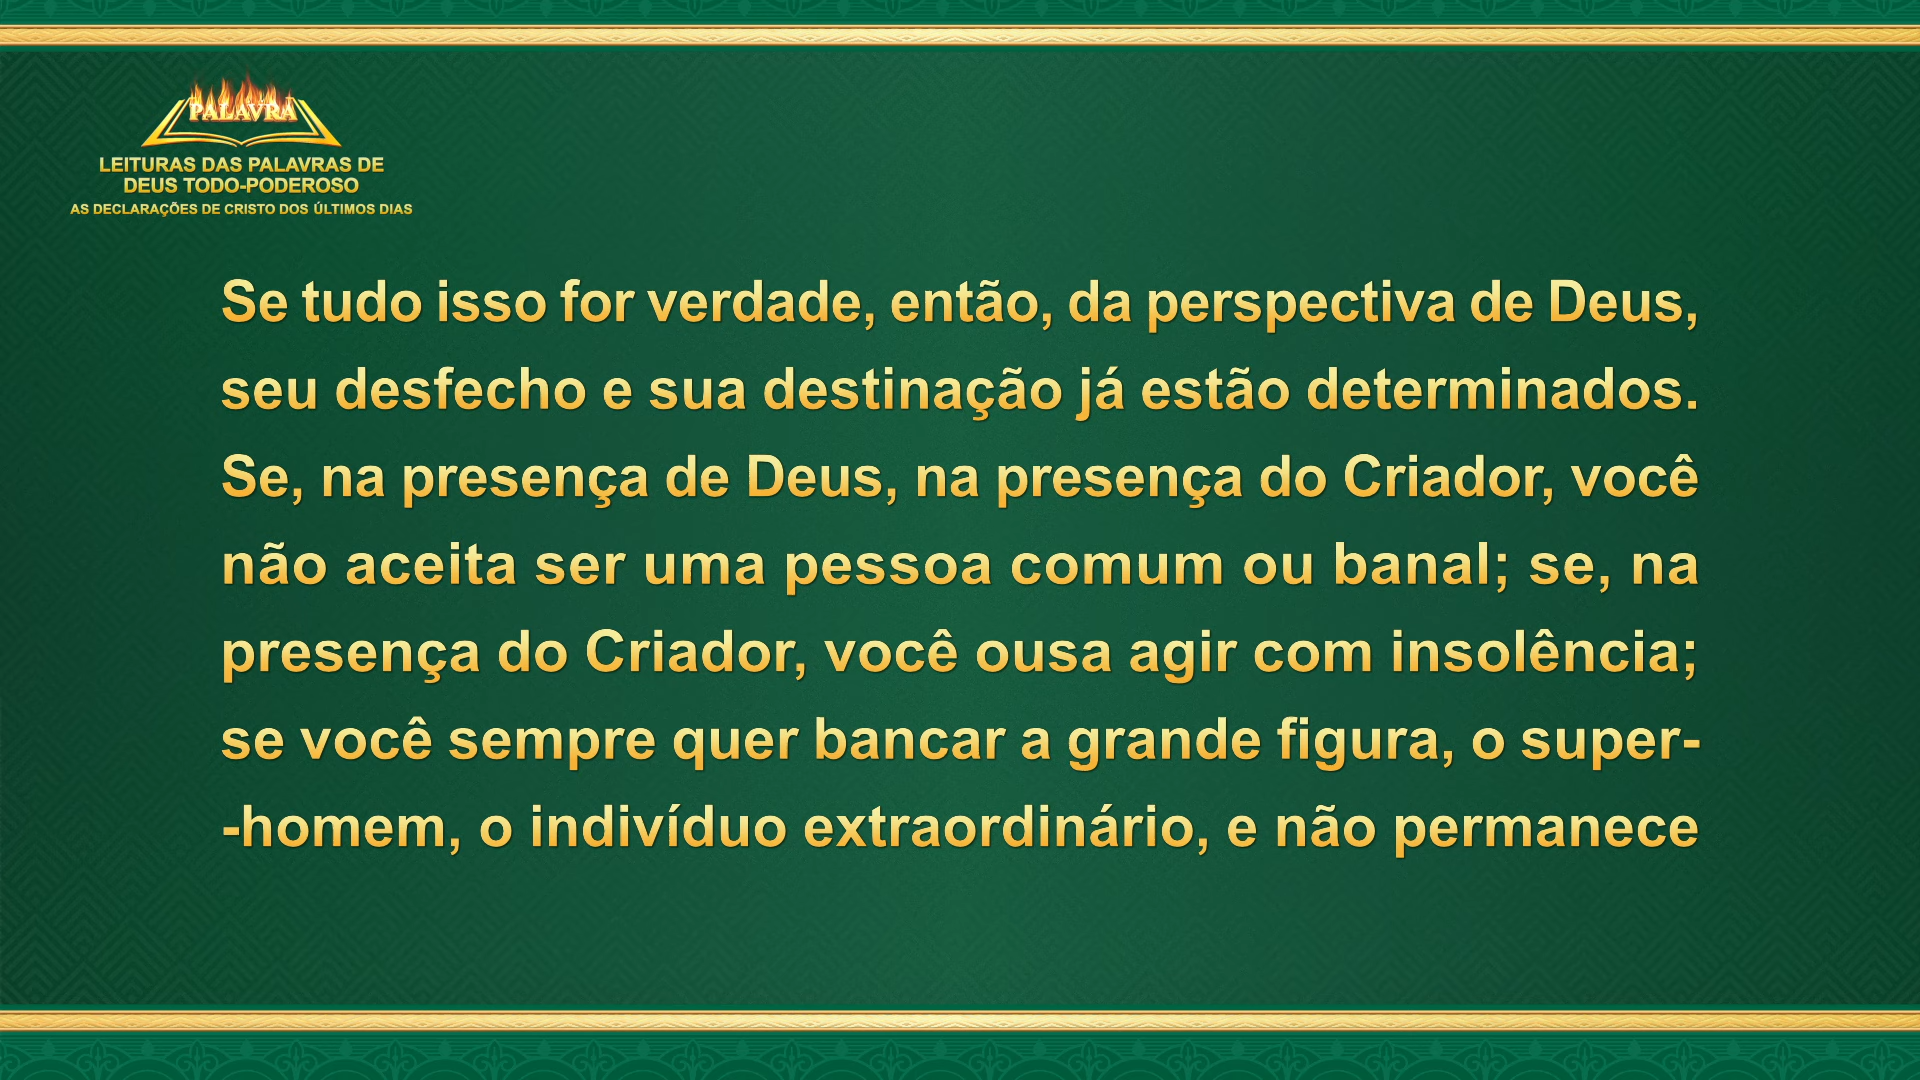 PALAVRA
LEITURAS DAS PALAVRAS DE
DEUS TODO-PODEROSO
AS DECLARAÇÕES DE CRISTO DOS ÚLTIMOS DIAS
Se tudo isso for verdade, então, da perspectiva de Deus,
seu desfecho e sua destinação já estão determinados.
Se, na presença de Deus, na presença do Criador, você
não aceita ser uma pessoa comum ou banal; se, na
presença do Criador, você ousa agir com insolência;
se você sempre quer bancar a grande figura, o super-
-homem, o indivíduo extraordinário, e não permanece